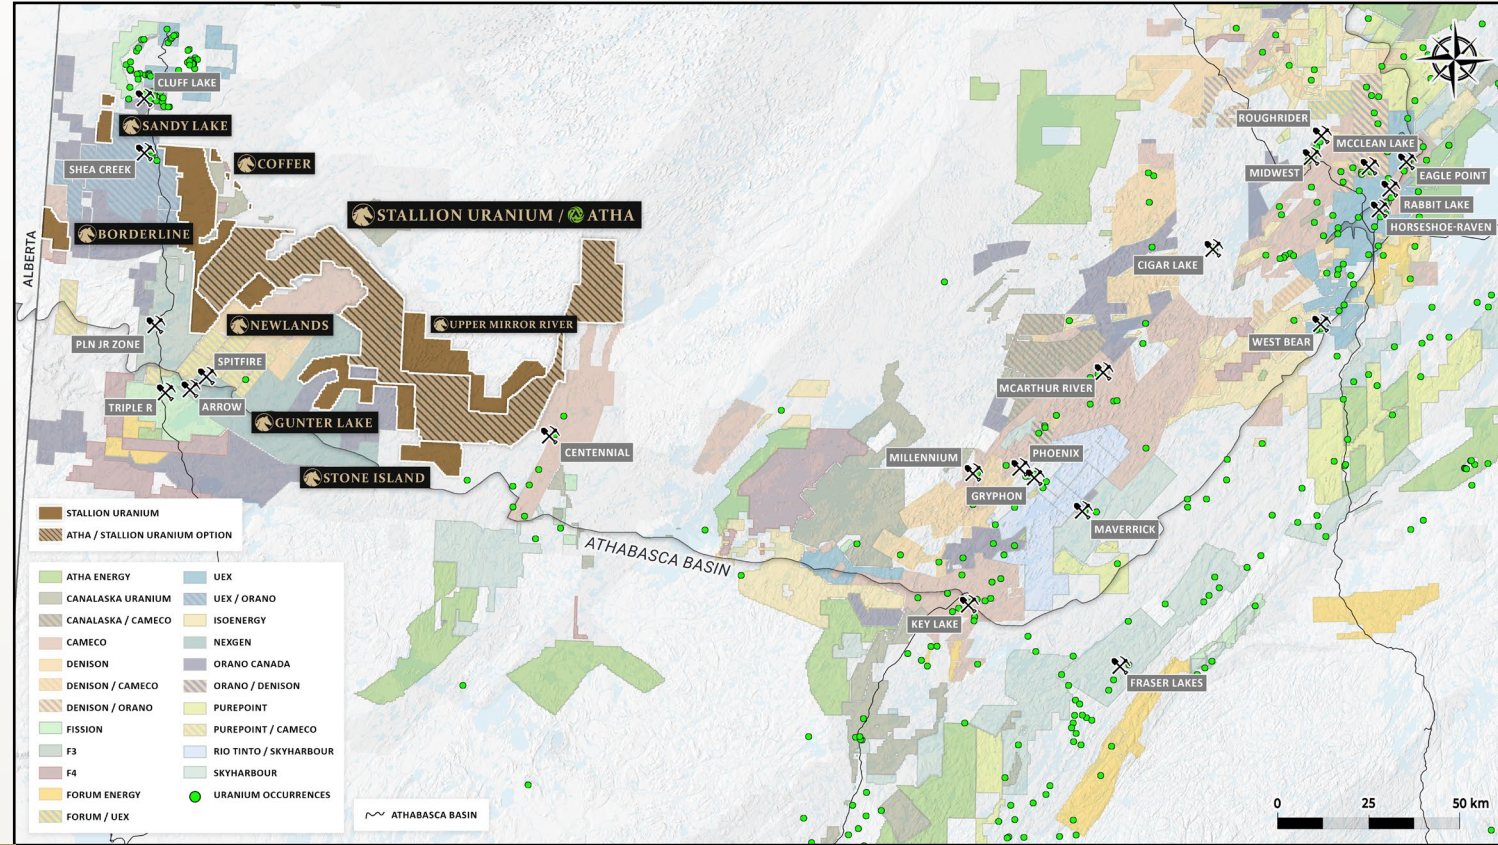 CLUFF LAKE
SANDY LAKE
SHEA CREEK
COFFER
BORDERLINE
STALLION URANIUM / ATHA
ALBERTA
NEWLANDS
UPPER MIRROR RIVER
PLN JR ZONE
SPITFIRE
TRIPLE R
ARROW
GUNTER LAKE
STONE ISLAND
CENTENNIAL
ROUGHRIDER
MCCLEAN LAKE
MIDWEST
EAGLE POINT
RABBIT LAKE
HORSESHOE-RAVEN
CIGAR LAKE
WEST BEAR
MCARTHUR RIVER
MILLENNIUM
PHOENIX
GRYPHON
MAVERRICK
ATHABASCA BASIN
KEY LAKE
FRASER LAKES
STALLION URANIUM
ATHA / STALLION URANIUM OPTION
ATHA ENERGY
CANALASKA URANIUM
CANALASKA / CAMECO
CAMECO
DENISON
DENISON / CAMECO
DENISON / ORANO
FISSION
F3
F4
FORUM ENERGY
FORUM / UEX
UEX
UEX / ORANO
ISOENERGY
NEXGEN
ORANO CANADA
ORANO / DENISON
PUREPOINT
PUREPOINT / CAMECO
RIO TINTO / SKYHARBOUR
SKYHARBOUR
URANIUM OCCURRENCES
ATHABASCA BASIN
0 25 50 km